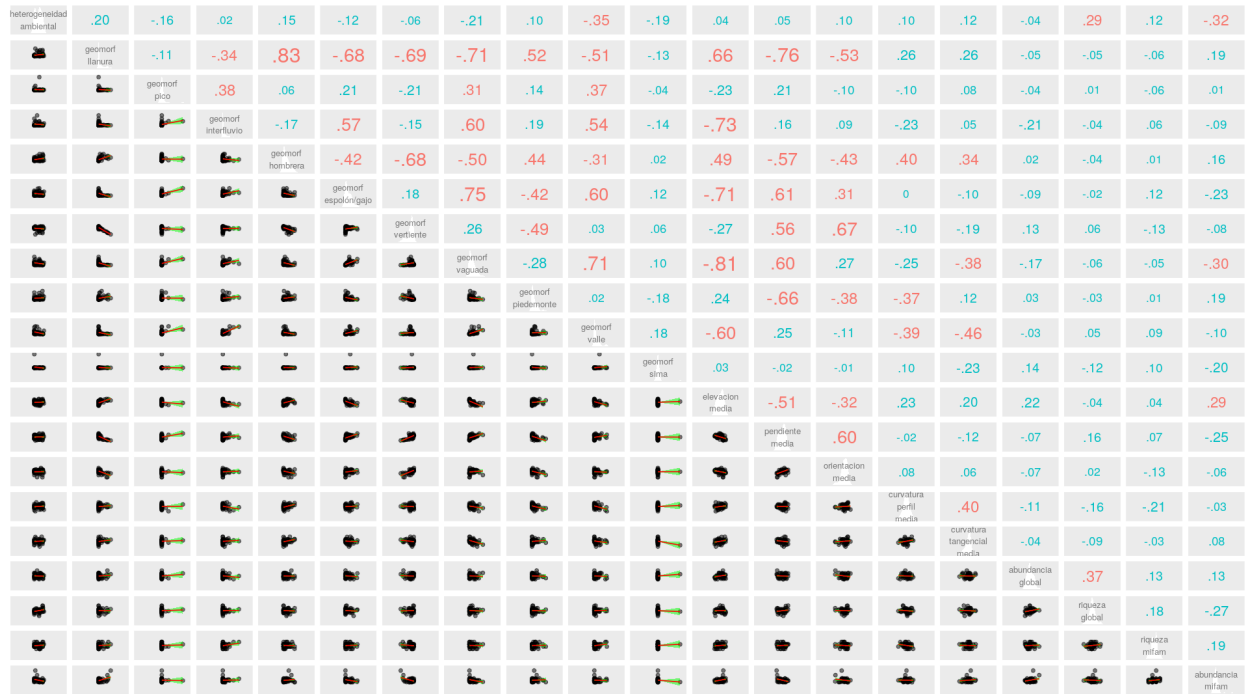 heterogeneidad
ambiental
.20 -.16 .02 .15 -.12 -.06 -.21 .10 -.35 -.19 .04 .05 .10 .10 .12 -.04 .29 .12 -.32
geomorf
llanura
-.11 -.34 .83 -.68 -.69 -.71 .52 -.51 -.13 .66 -.76 -.53 .26 .26 -.05 -.05 -.06 .19
geomorf
pico
.38 .06 .21 -.21 .31 .14 .37 -.04 -.23 .21 -.10 -.10 .08 -.04 .01 -.06 .01
geomorf
interfluvio
-.17 .57 -.15 .60 .19 .54 -.14 -.73 .16 .09 -.23 .05 -.21 -.04 .06 -.09
geomorf
hombrera
-.42 -.68 -.50 .44 -.31 .02 .49 -.57 -.43 .40 .34 .02 -.04 .01 .16
geomorf
espolón/gajo
.18 .75 -.42 .60 .12 -.71 .61 .31 0 -.10 -.09 -.02 .12 -.23
geomorf
vertiente
.26 -.49 .03 .06 -.27 .56 .67 -.10 -.19 .13 .06 -.13 -.08
geomorf
vaguada
-.28 .71 .10 -.81 .60 .27 -.25 -.38 -.17 -.06 -.05 -.30
geomorf
piedemonte
.02 -.18 .24 -.66 -.38 -.37 .12 .03 -.03 .01 .19
geomorf
valle
.18 -.60 .25 -.11 -.39 -.46 -.03 .05 .09 -.10
geomorf
sima
.03 -.02 -.01 .10 -.23 .14 -.12 .10 -.20
elevacion
media
-.51 -.32 .23 .20 .22 -.04 .04 .29
pendiente
media
.60 -.02 -.12 -.07 .16 .07 -.25
orientacion
media
.08 .06 -.07 .02 -.13 -.06
curvatura
perfil
media
.40 -.11 -.16 -.21 -.03
curvatura
tangencial
media
-.04 -.09 -.03 .08
abundancia
global
.37 .13 .13
riqueza
global
.18 -.27
riqueza
mifam
.19
abundancia
mifam